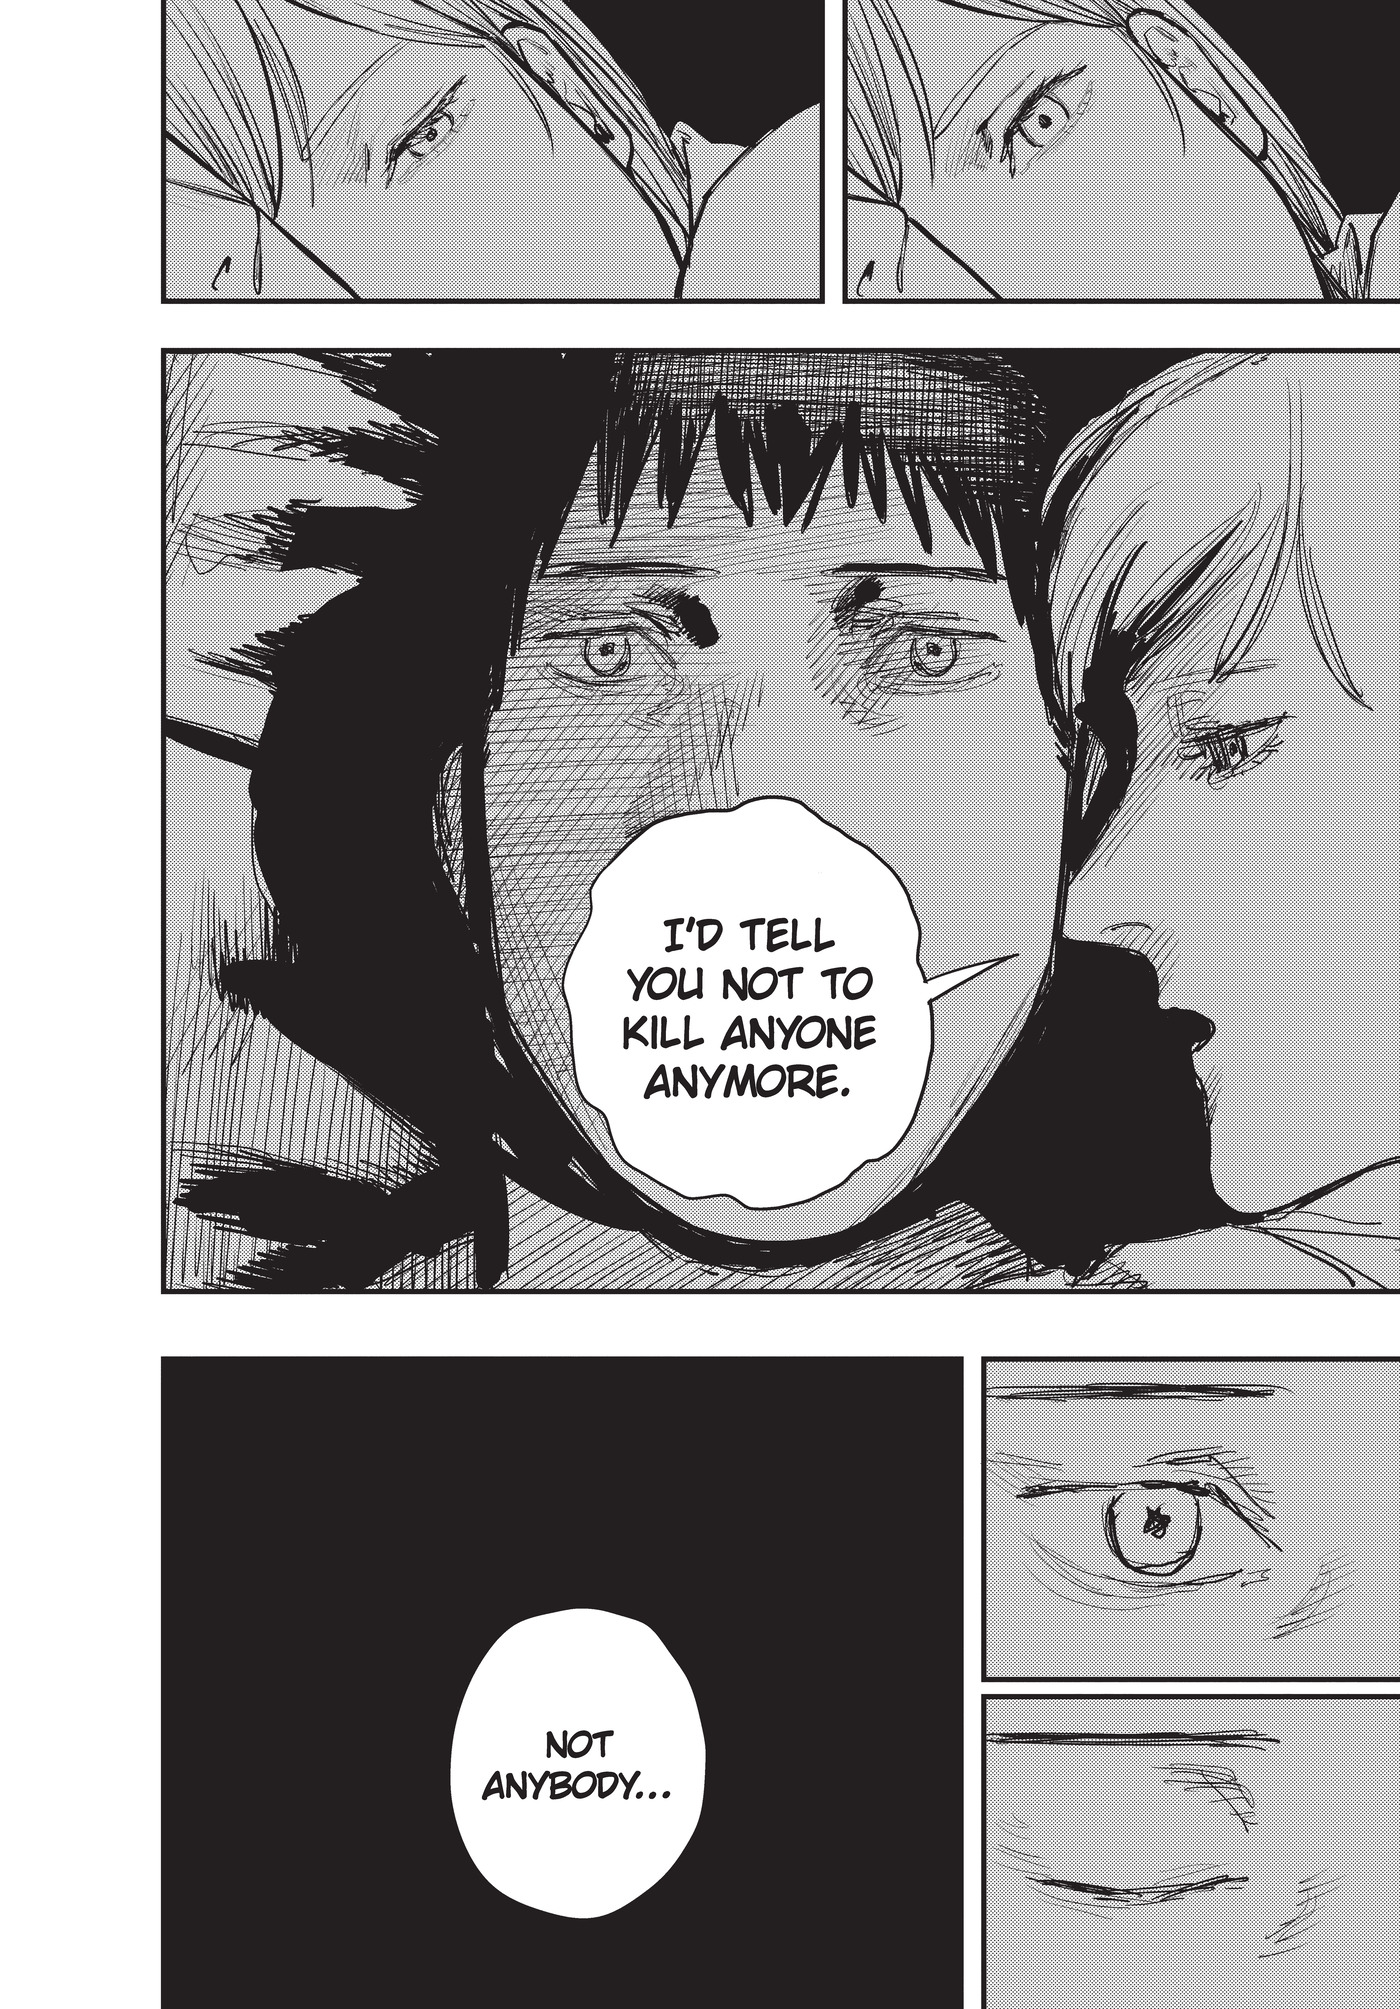 I'D TELL
YOU NOT TO
KILL ANYONE
ANYMORE.
NOT
ANYBODY...